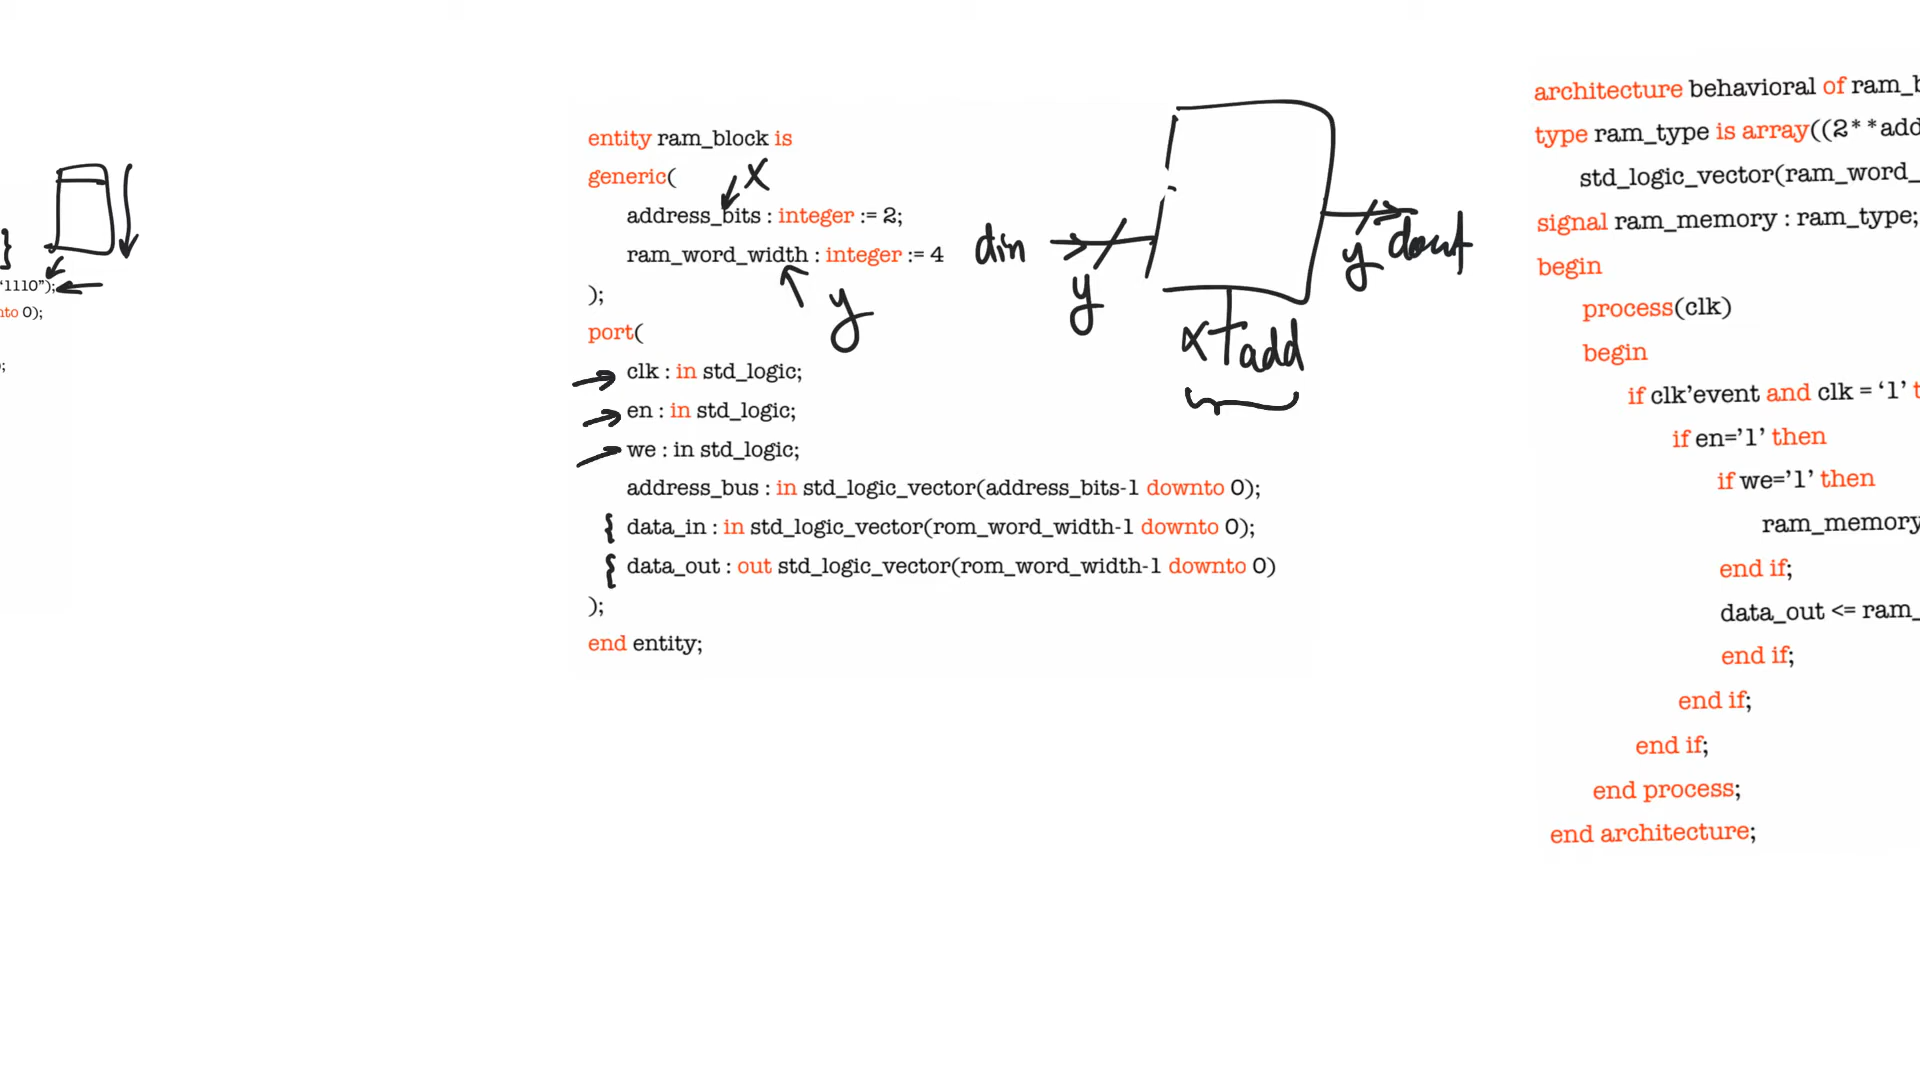 }
“1110”);
nto 0);
;
entity ram_block is
generic(
x
address_bits : integer := 2;
ram_word_width : integer := 4
y
);
port(
clk : in std_logic;
en : in std_logic;
we : in std_logic;
address_bus : in std_logic_vector(address_bits-1 downto 0);
{ data_in : in std_logic_vector(rom_word_width-1 downto 0);
{ data_out : out std_logic_vector(rom_word_width-1 downto 0)
);
end entity;
din
y
x add
y dout
architecture behavioral of ram_b
type ram_type is array((2**add
std_logic_vector(ram_word_
signal ram_memory : ram_type;
begin
process(clk)
begin
if clk’event and clk = ‘1’ t
if en=’1’ then
if we=’1’ then
ram_memory
end if;
data_out <= ram_
end if;
end if;
end if;
end process;
end architecture;